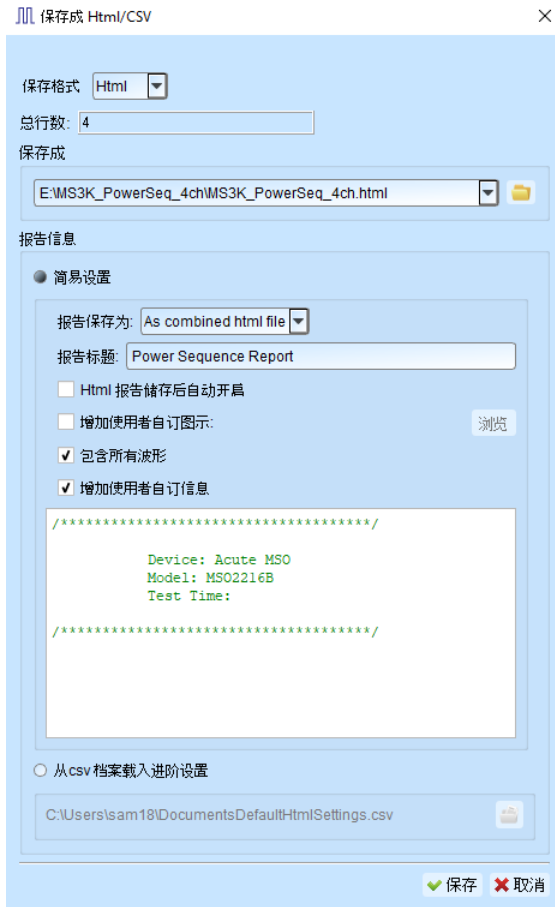 保存成 Html/CSV
保存格式 Html
总行数: 4
保存成
E:\MS3K_PowerSeq_4ch\MS3K_PowerSeq_4ch.html
报告信息
简易设置
报告保存为: As combined html file
报告标题: Power Sequence Report
Html 报告储存后自动开启
增加使用者自订图示: 浏览
包含所有波形
增加使用者自订信息
/**************************************/
Device: Acute MSO
Model: MSO2216B
Test Time:
/**************************************/
从csv档案载入进阶设置
C:\Users\sam18\DocumentsDefaultHtmlSettings.csv
保存 取消